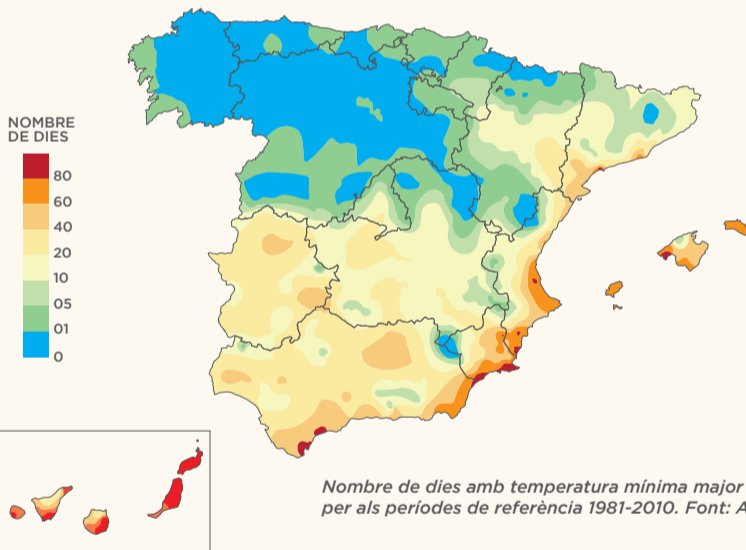 NOMBRE
DE DIES
80
60
40
20
10
05
01
0
Nombre de dies amb temperatura mínima major
per als períodes de referència 1981-2010. Font: A